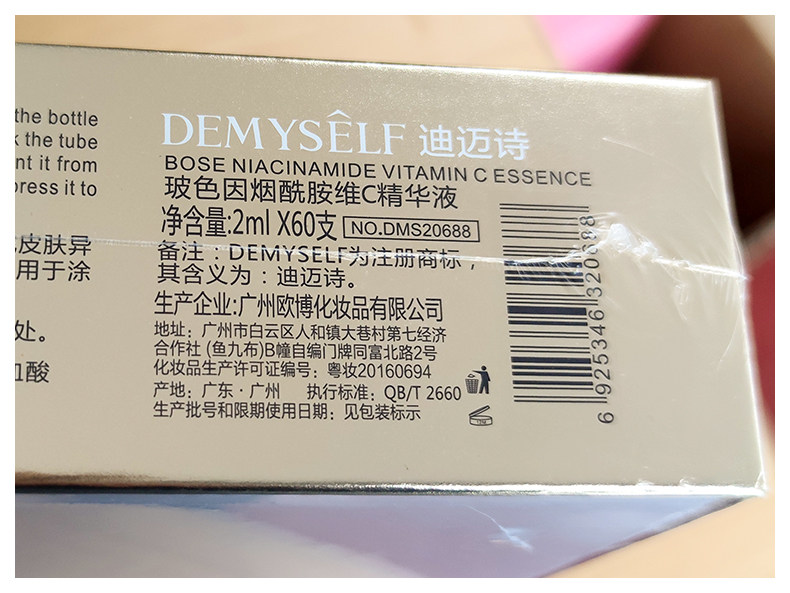 the bottle
the tube
it from
press it to
皮肤异
用于涂
处。
酸
DEMYSÊLF 迪迈诗
BOSE NIACINAMIDE VITAMIN C ESSENCE
玻色因烟酰胺维C精华液
净含量:2ml X60支 NO.DMS20688
备注:DEMYSELF为注册商标,
其含义为:迪迈诗。
生产企业:广州欧博化妆品有限公司
地址:广州市白云区人和镇大巷村第七经济
合作社 (鱼九布)B幢自编门牌同富北路2号
化妆品生产许可证编号:粤妆20160694
产地:广东·广州 执行标准:QB/T 2660
生产批号和限期使用日期:见包装标示
6 925346 320688